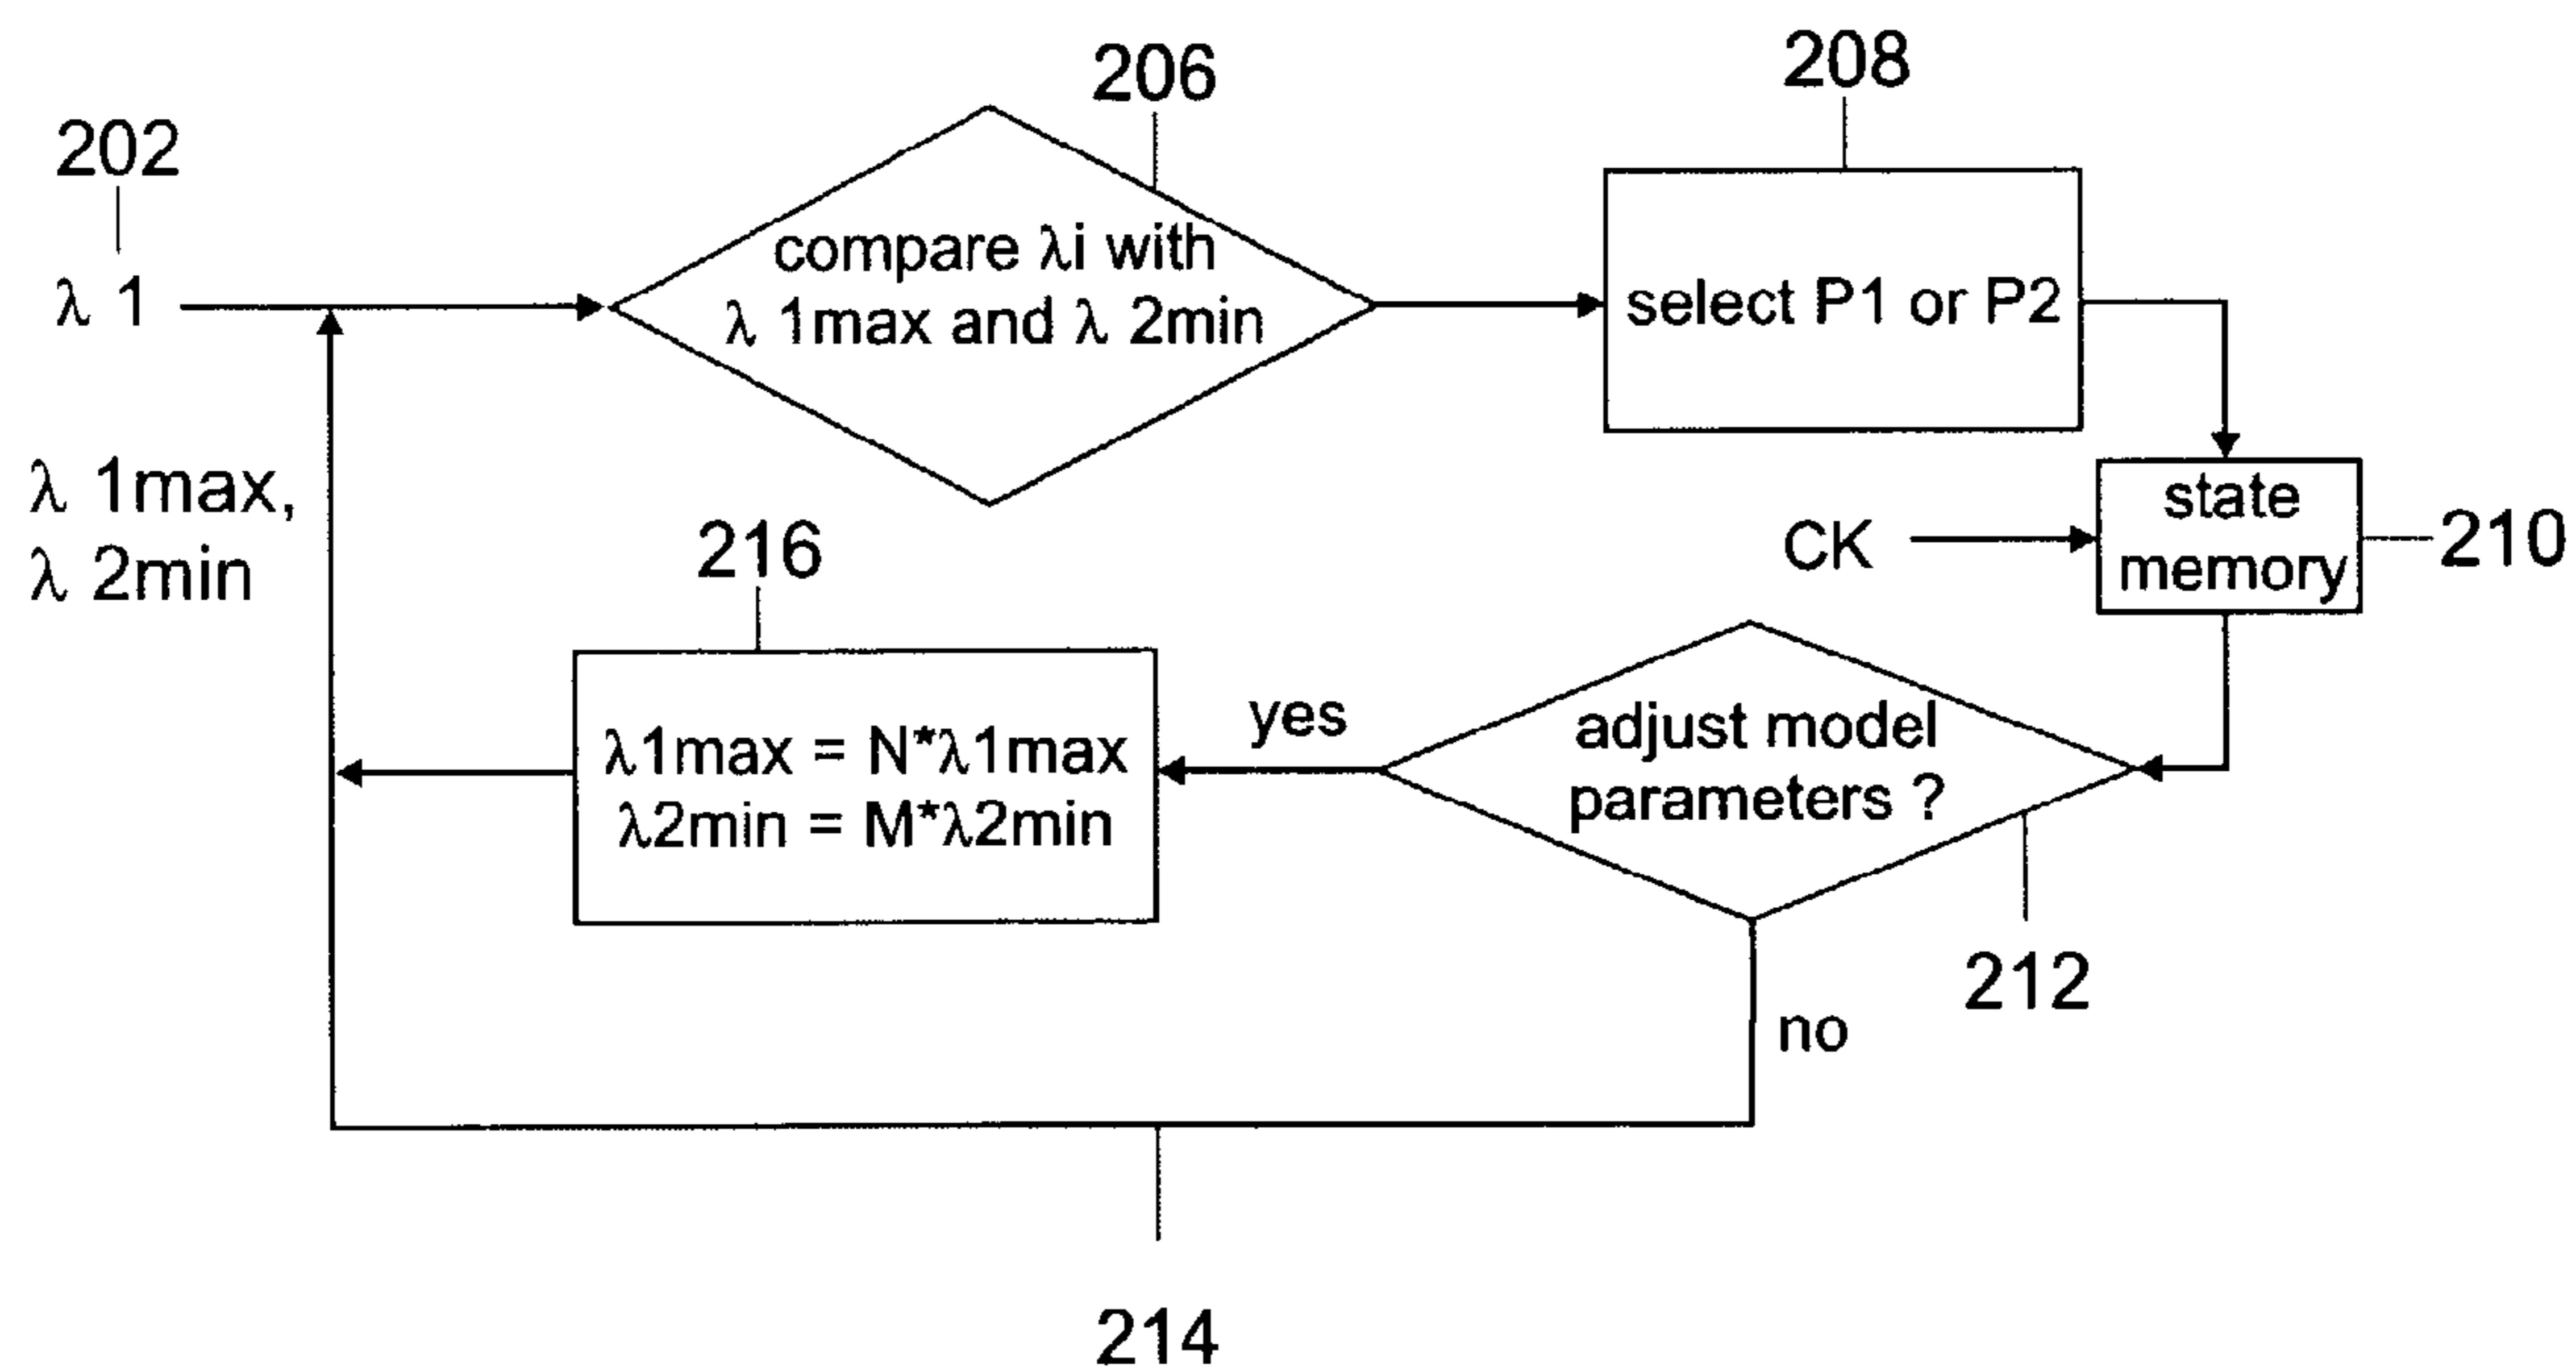 206
208
202
compare λi with
λ 1max and λ 2min
λ 1
select P1 or P2
λ 1max,
λ 2min
state
memory
CK
210
216
yes
adjust model
parameters ?
λ1max = N*λ1max
λ2min = M*λ2min
212
no
214